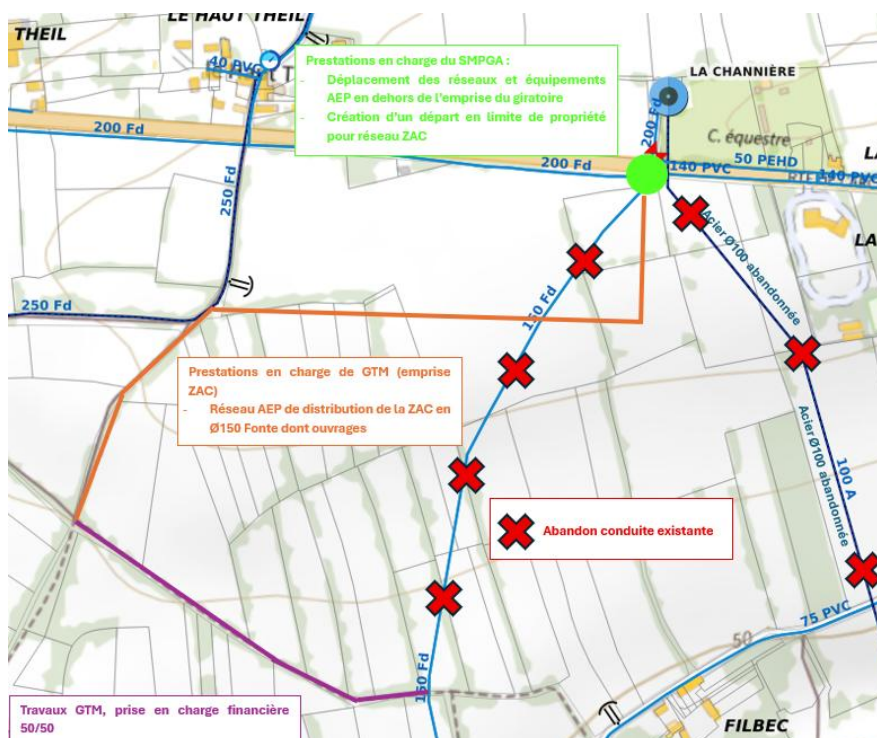 LE HAUT THEIL
THEIL
40 PVC
Prestations en charge du SMPGA :
- Déplacement des réseaux et équipements
AEP en dehors de l'emprise du giratoire
- Création d'un départ en limite de propriété
pour réseau ZAC
LA CHANNIÈRE
200 Fd
200 Fd
C. équestre
200 Fd
140 PVC
50 PEHD
140 PVC
250 Fd
Acier Ø100 abandonnée
250 Fd
150 Fd
Prestations en charge de GTM (emprise
ZAC)
- Réseau AEP de distribution de la ZAC en
Ø150 Fonte dont ouvrages
Acier Ø100 abandonnée
100 A
Abandon conduite existante
75 PVC
50
150 Fd
Travaux GTM, prise en charge financière
50/50
FILBEC